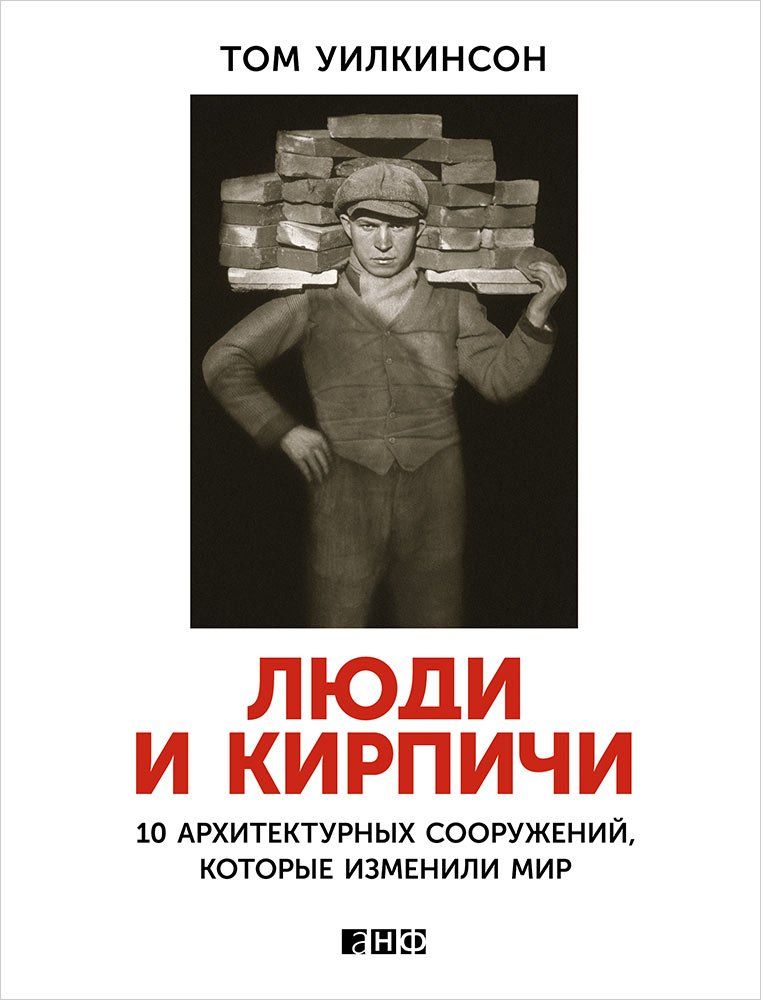 ТОМ УИЛКИНСОН
ЛЮДИ
И КИРПИЧИ
10 АРХИТЕКТУРНЫХ СООРУЖЕНИЙ,
КОТОРЫЕ ИЗМЕНИЛИ МИР
анф